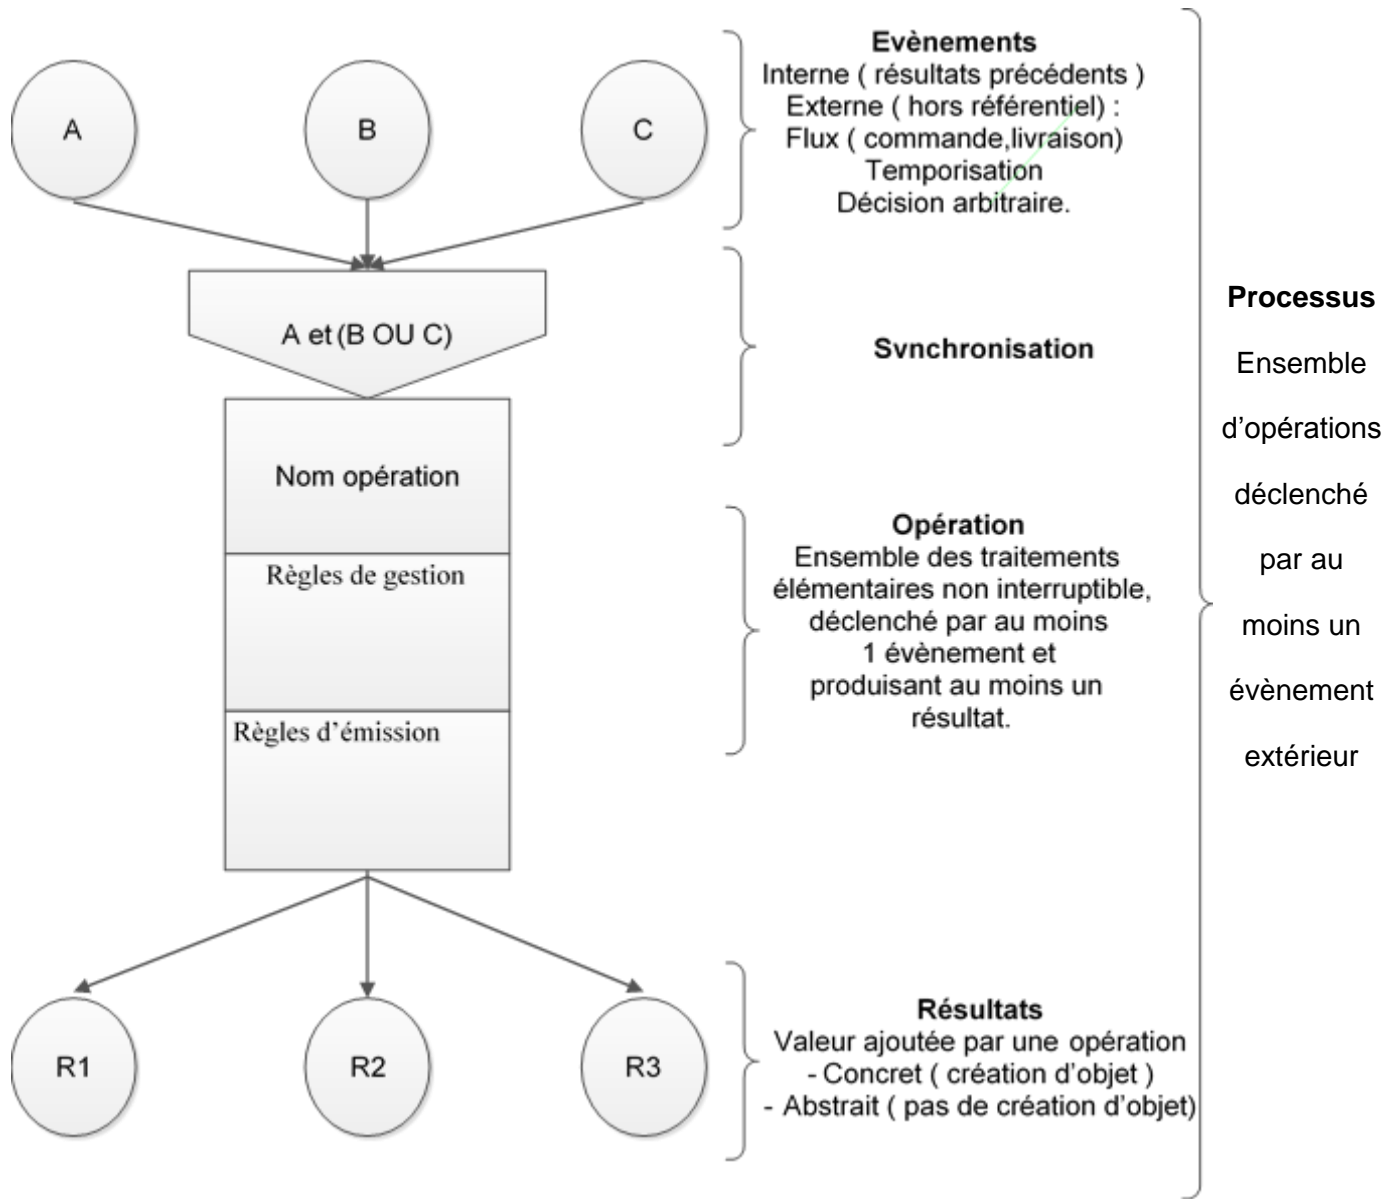 A
B
C
Evènements
Interne ( résultats précédents )
Externe ( hors référentiel) :
Flux ( commande,livraison)
Temporisation
Décision arbitraire.
A et (B OU C)
Svnchronisation
Nom opération
Règles de gestion
Règles d’émission
Opération
Ensemble des traitements
élémentaires non interruptible,
déclenché par au moins
1 évènement et
produisant au moins un
résultat.
R1
R2
R3
Résultats
Valeur ajoutée par une opération
- Concret ( création d'objet )
- Abstrait ( pas de création d'objet)
Processus
Ensemble
d’opérations
déclenché
par au
moins un
évènement
extérieur